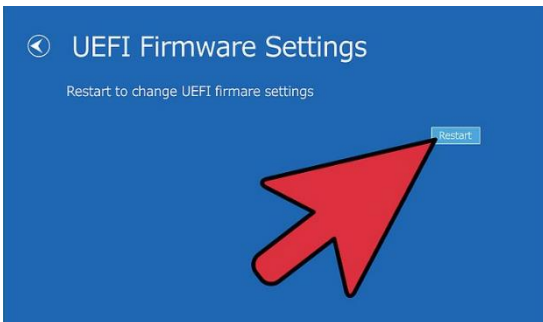 UEFI Firmware Settings
Restart to change UEFI firmare settings
Restart